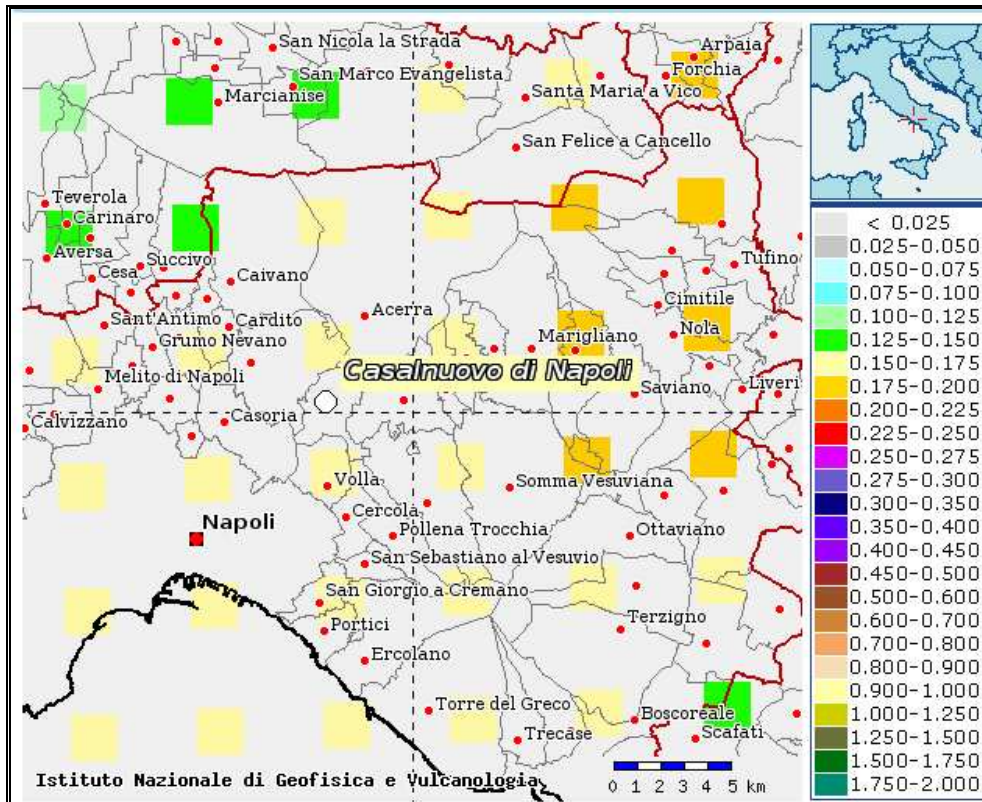 San Nicola la Strada
Arpaia
San Marco Evangelista
Forchia
Marcianise
Santa Maria a Vico
San Felice a Cancello
Teverola
Carinaro
Aversa
Succivo
Tufino
Cesa
Caivano
Cimitile
Acerra
Sant'Antimo
Cardito
Nola
Grumo Nevano
Marigliano
Casalnuovo di Napoli
Melito di Napoli
Saviano
Liveri
Calvizzano
Casoria
Volla
Somma Vesuviana
Cercola
Napoli
Pollena Trocchia
Ottaviano
San Sebastiano al Vesuvio
San Giorgio a Cremano
Portici
Terzigno
Ercolano
Torre del Greco
Boscoreale
Trecase
Scafati
Istituto Nazionale di Geofisica e Vulcanologia
0 1 2 3 4 5 km
< 0.025
0.025-0.050
0.050-0.075
0.075-0.100
0.100-0.125
0.125-0.150
0.150-0.175
0.175-0.200
0.200-0.225
0.225-0.250
0.250-0.275
0.275-0.300
0.300-0.350
0.350-0.400
0.400-0.450
0.450-0.500
0.500-0.600
0.600-0.700
0.700-0.800
0.800-0.900
0.900-1.000
1.000-1.250
1.250-1.500
1.500-1.750
1.750-2.000